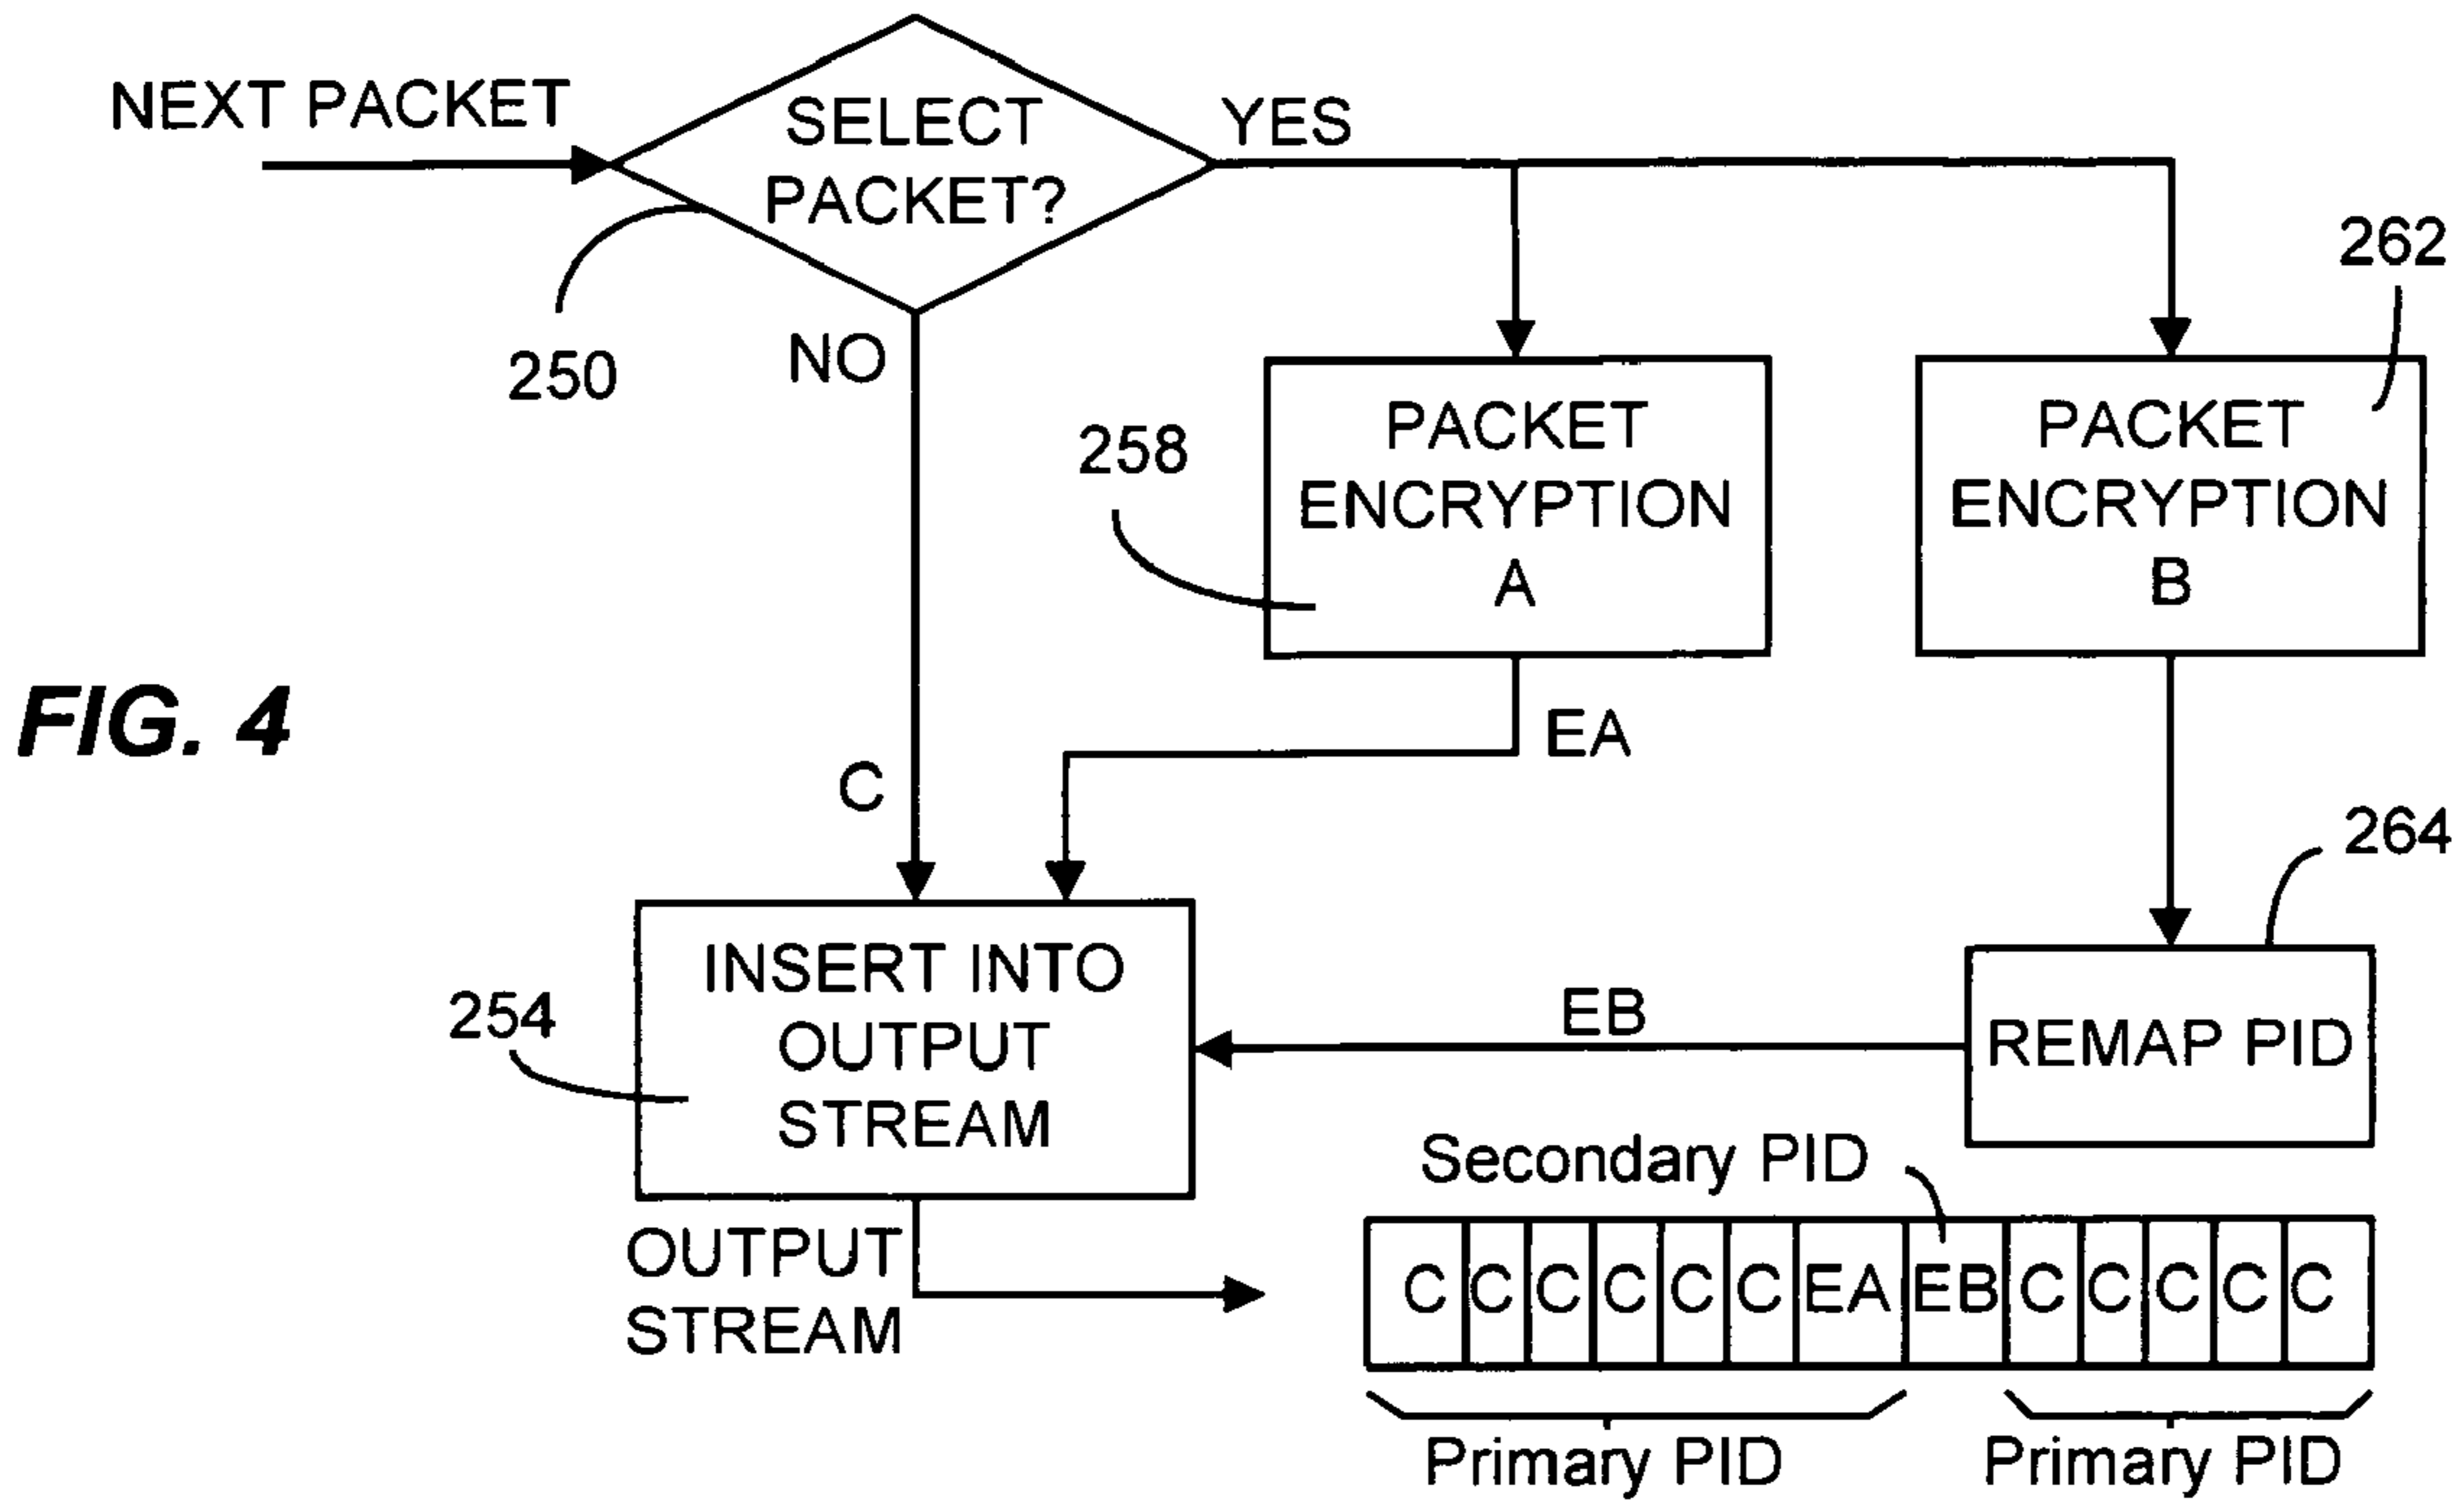 NEXT PACKET
SELECT
PACKET?
YES
NO
250
262
258
PACKET
ENCRYPTION
A
PACKET
ENCRYPTION
B
FIG. 4
EA
C
264
INSERT INTO
OUTPUT
STREAM
254
EB
REMAP PID
Secondary PID
OUTPUT
STREAM
C C C C C C EA EB C C C C C
Primary PID
Primary PID